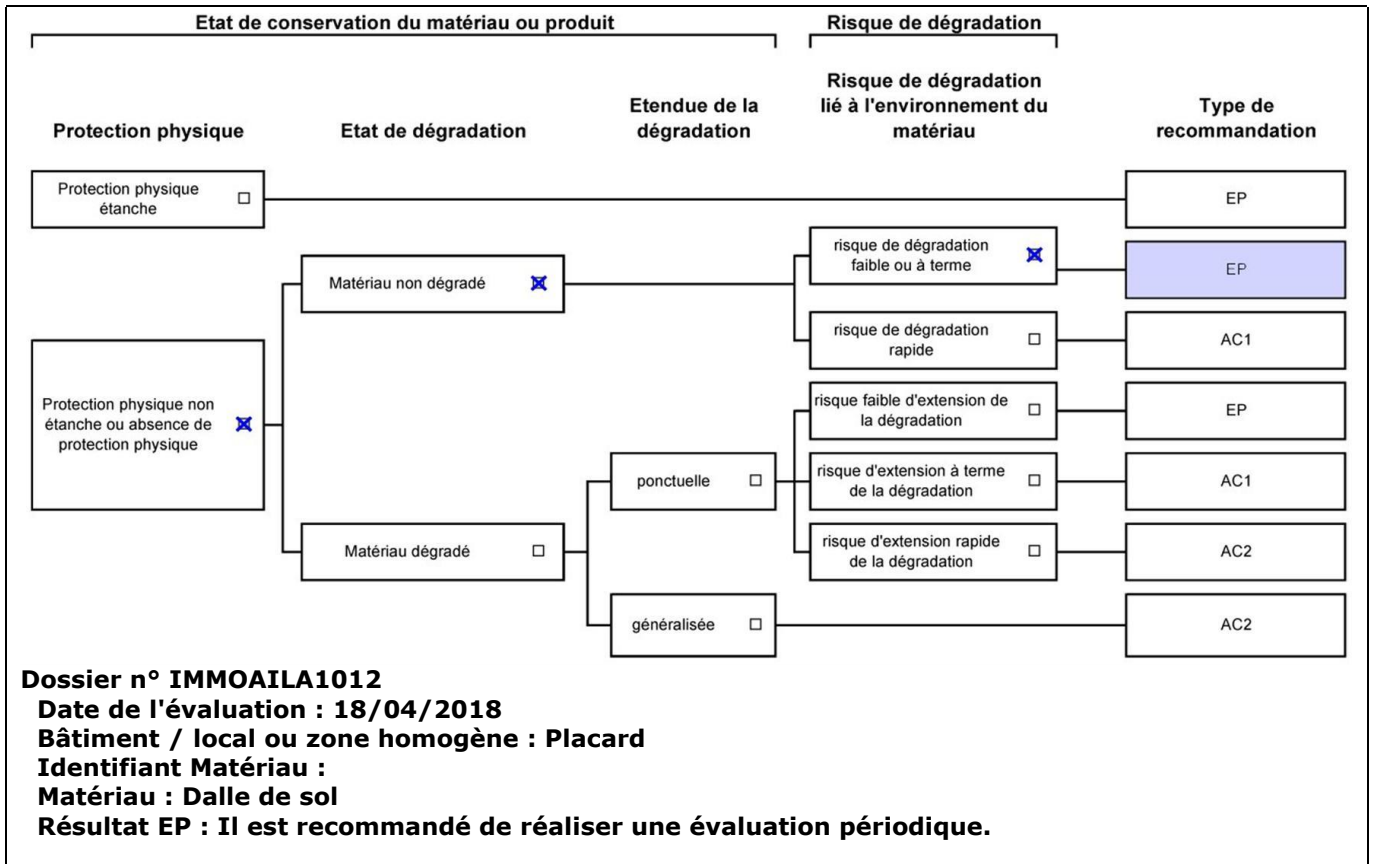 Etat de conservation du matériau ou produit
Risque de dégradation
Protection physique
Etat de dégradation
Etendue de la
dégradation
Risque de dégradation
lié à l'environnement du
matériau
Type de
recommandation
Protection physique
étanche
EP
risque de dégradation
faible ou à terme
EP
Matériau non dégradé
risque de dégradation
rapide
AC1
Protection physique non
étanche ou absence de
protection physique
risque faible d'extension de
la dégradation
EP
ponctuelle
risque d'extension à terme
de la dégradation
AC1
Matériau dégradé
risque d'extension rapide
de la dégradation
AC2
généralisée
AC2
Dossier n° IMMOAILA1012
Date de l'évaluation : 18/04/2018
Bâtiment / local ou zone homogène : Placard
Identifiant Matériau :
Matériau : Dalle de sol
Résultat EP : Il est recommandé de réaliser une évaluation périodique.